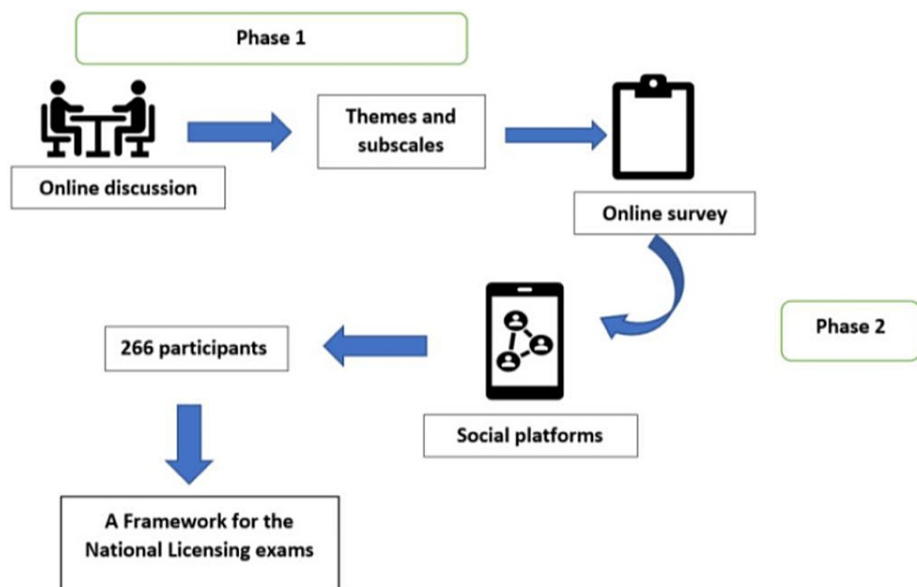 Phase 1
Online discussion
Themes and
subscales
Online survey
Phase 2
266 participants
Social platforms
A Framework for the
National Licensing exams